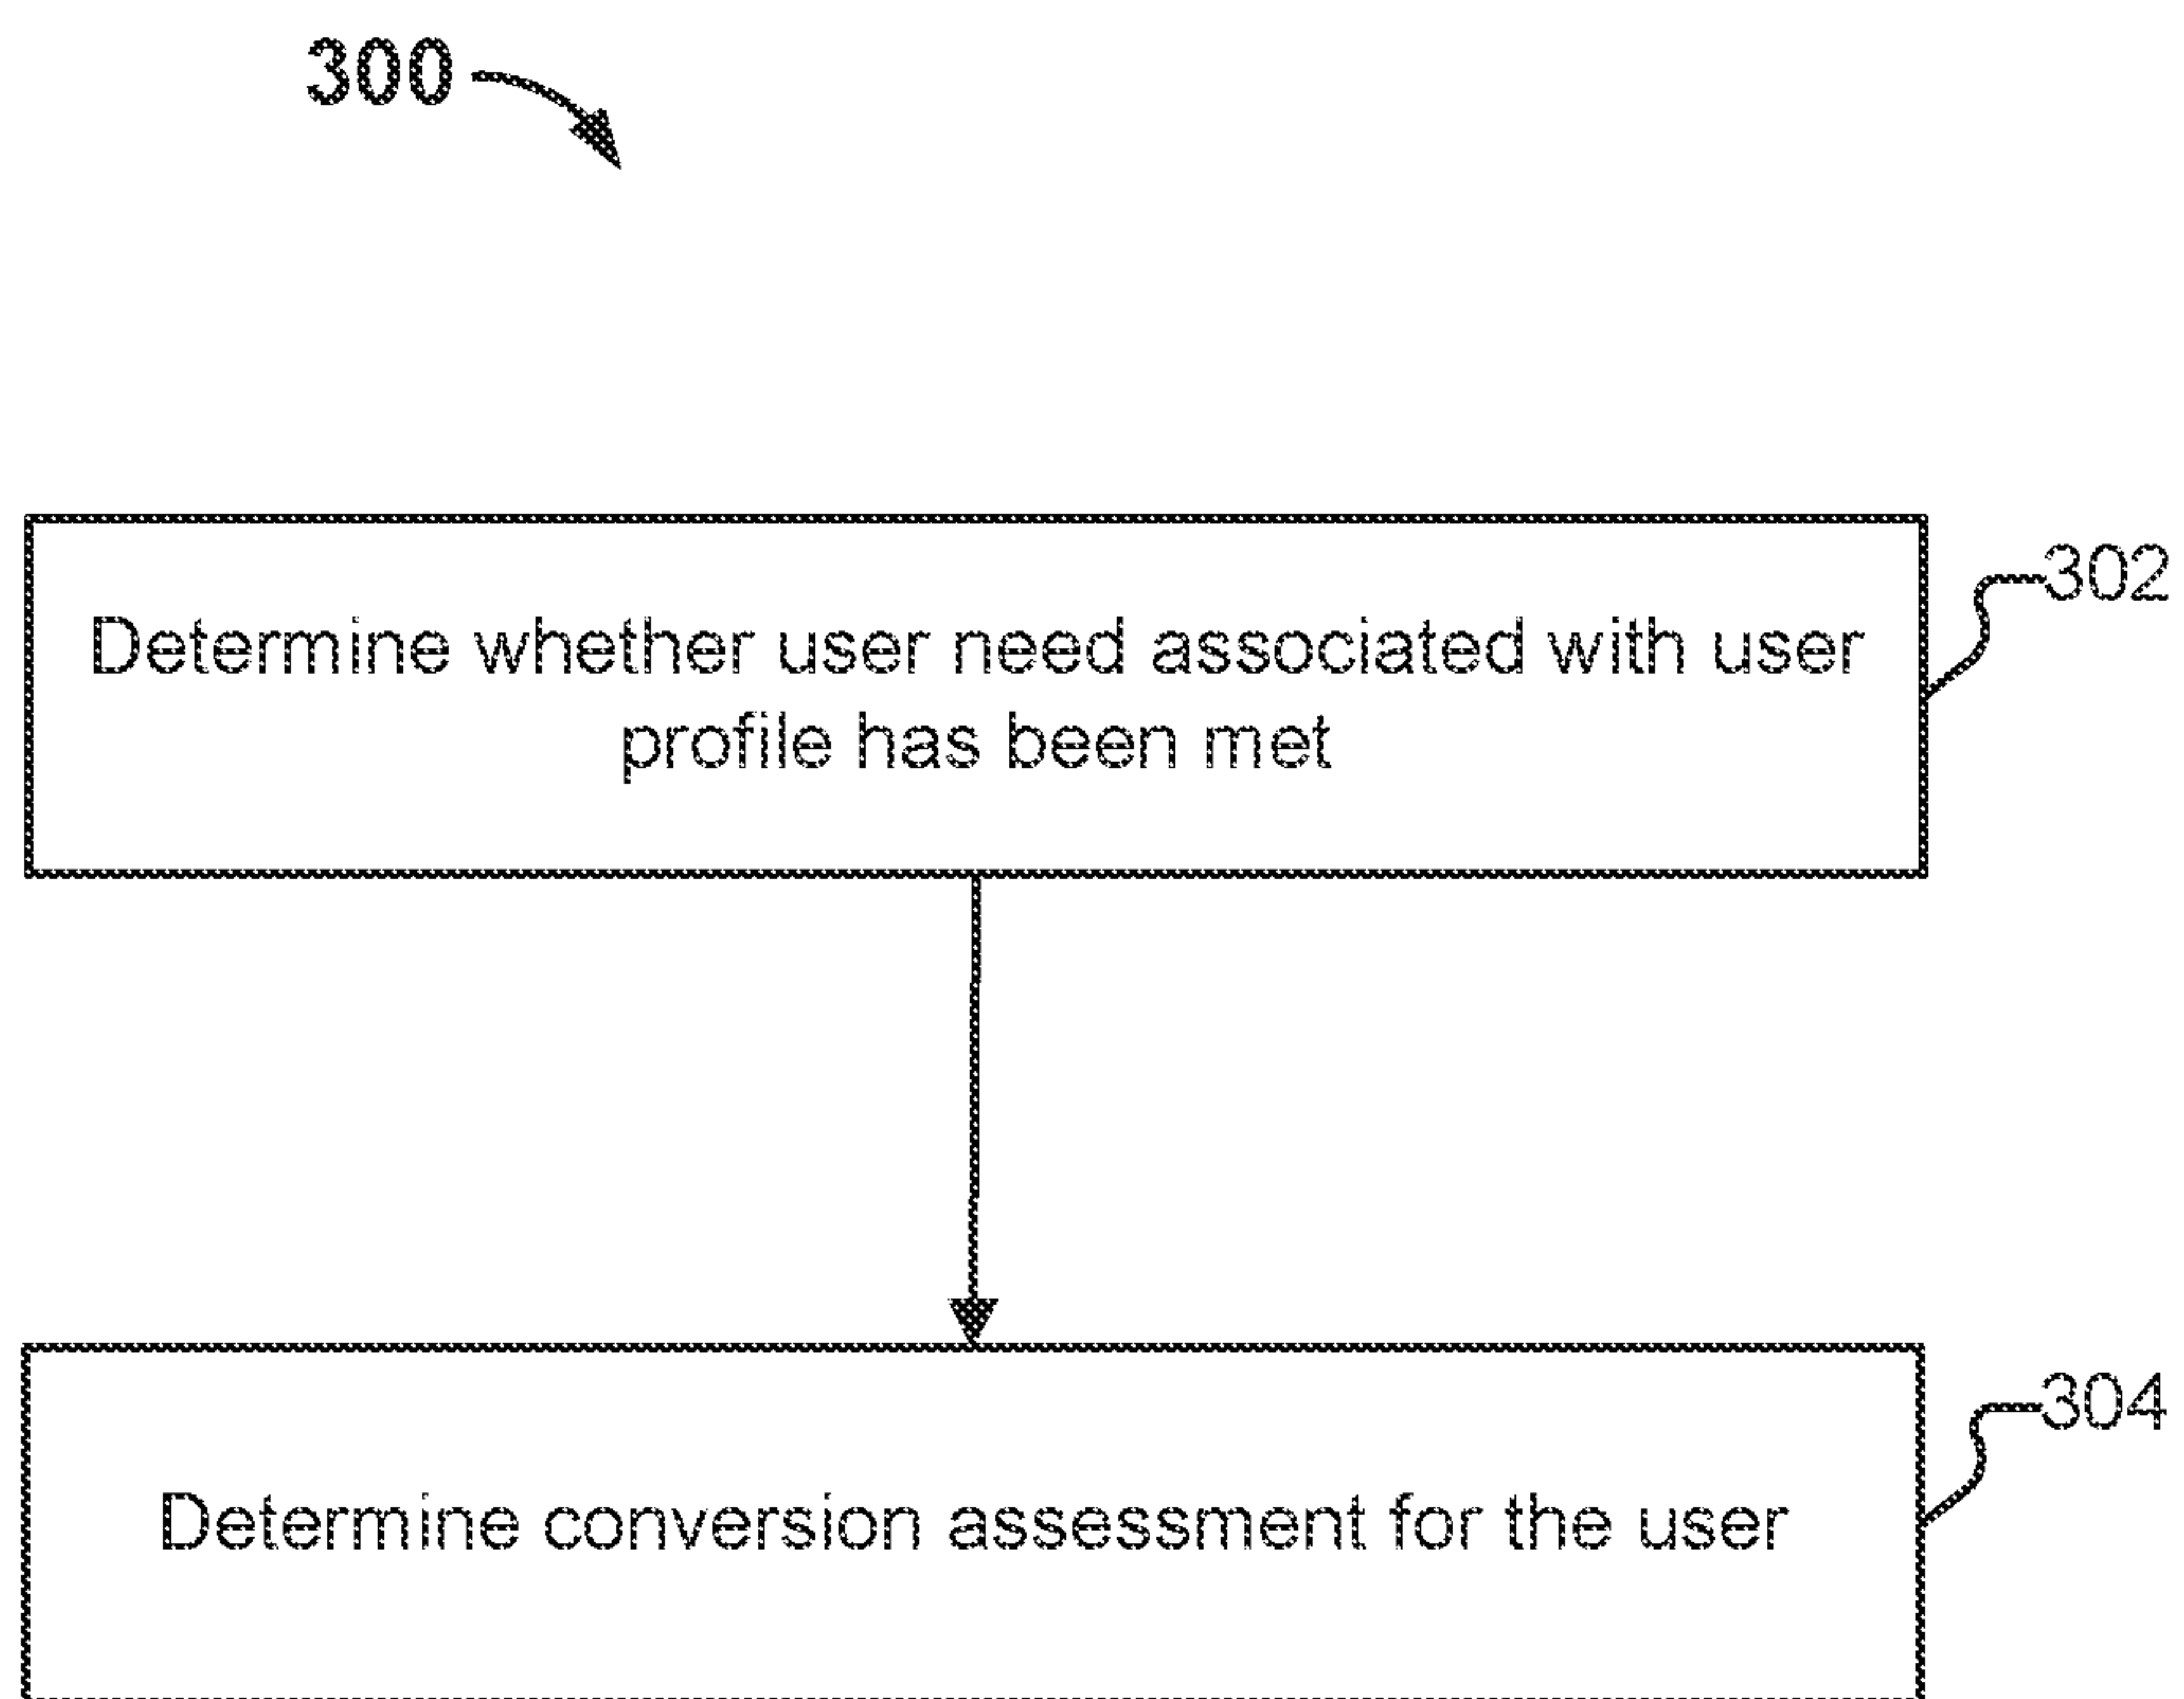 300
302
Determine whether user need associated with user
profile has been met
304
Determine conversion assessment for the user